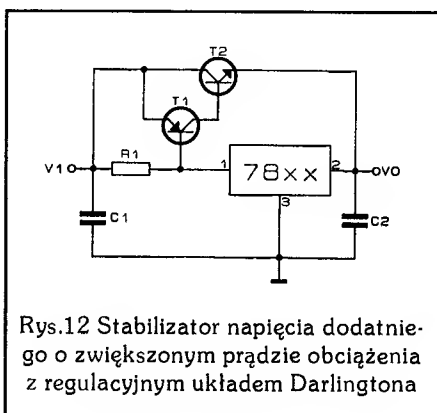 T2
T1
V1 R1 1 78xx 2 VO
3
C1 C2
Rys.12 Stabilizator napięcia dodatnie-
go o zwiększonym prądzie obciążenia
z regulacyjnym układem Darlingtona